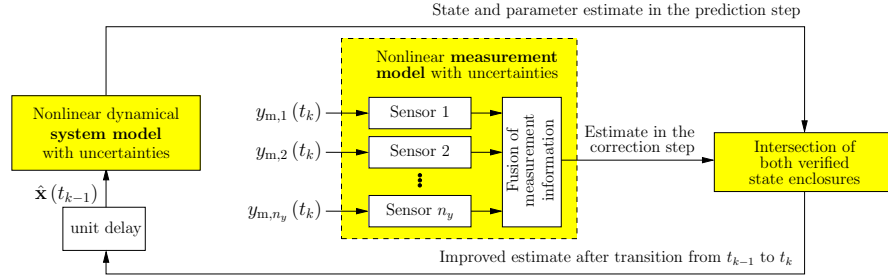 State and parameter estimate in the prediction step
Nonlinear measurement
model with uncertainties
Nonlinear dynamical
system model
with uncertainties
y_{m,1} (t_k)
Sensor 1
y_{m,2} (t_k)
Sensor 2
y_{m,n_y} (t_k)
Sensor n_y
Fusion of
measurement
information
Estimate in the
correction step
Intersection of
both verified
state enclosures
x̂ (t_{k−1})
unit delay
Improved estimate after transition from t_{k−1} to t_k